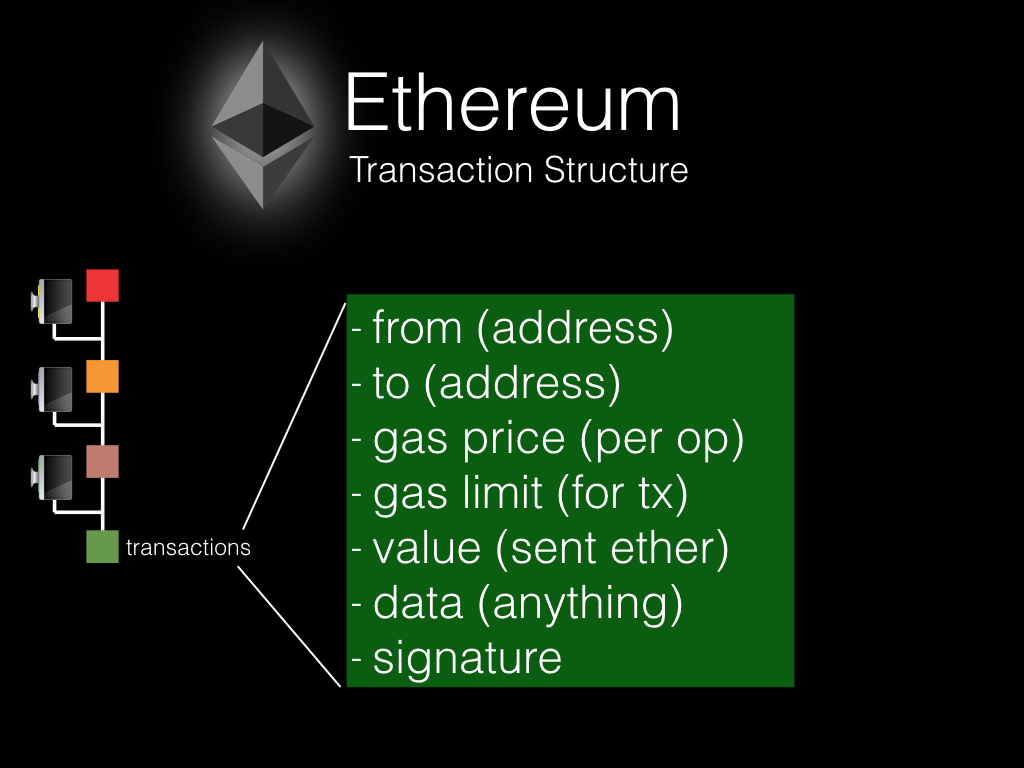 Ethereum
Transaction Structure
- from (address)
- to (address)
- gas price (per op)
- gas limit (for tx)
- value (sent ether)
- data (anything)
- signature
transactions